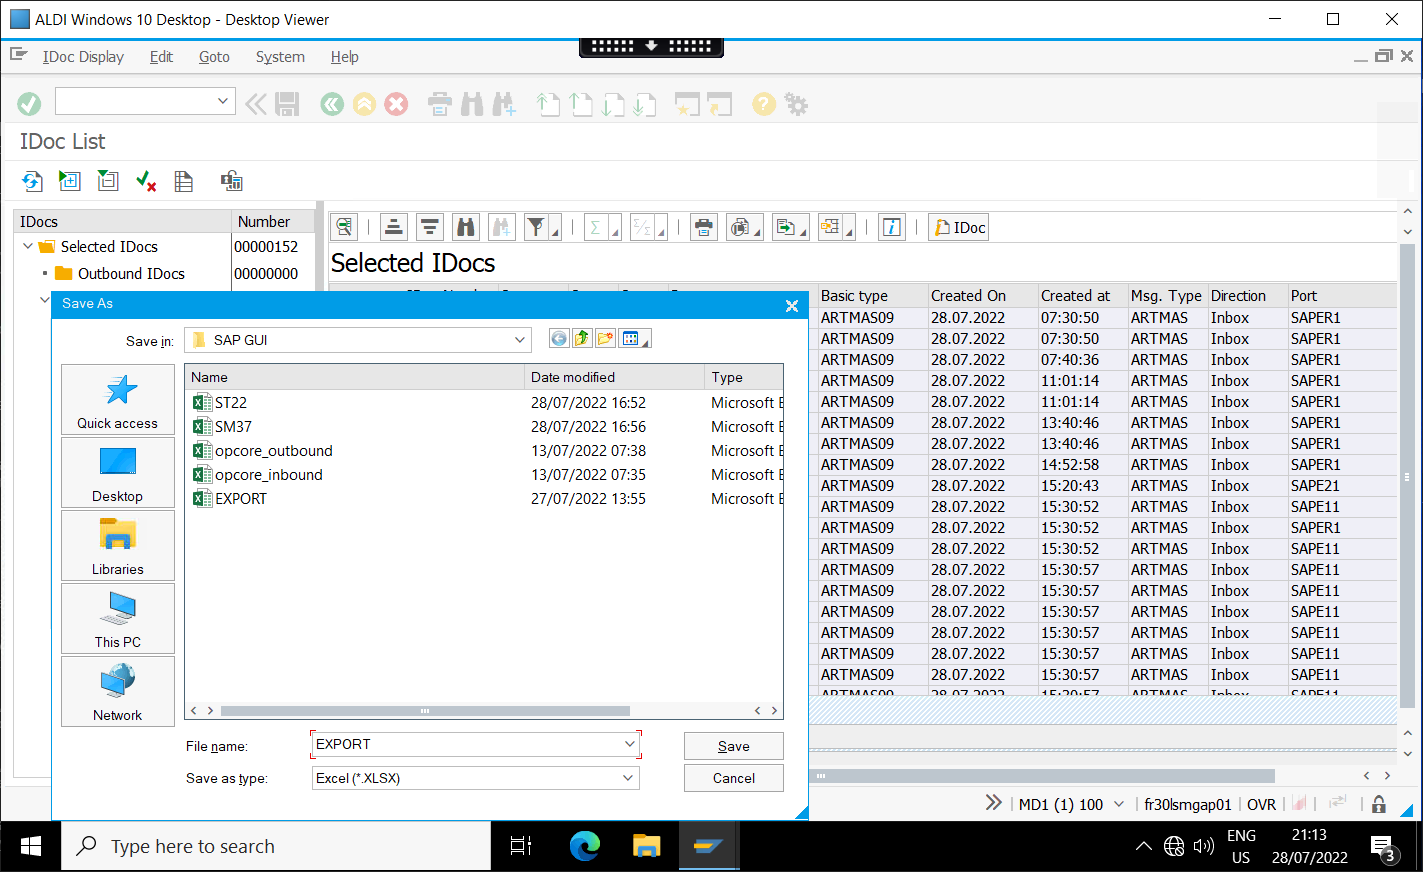 ALDI Windows 10 Desktop - Desktop Viewer
IDoc Display Edit Goto System Help
IDoc List
IDocs Number
Selected IDocs 00000152
Outbound IDocs 00000000
IDoc
Selected IDocs
Basic type Created On Created at Msg. Type Direction Port
ARTMAS09 28.07.2022 07:30:50 ARTMAS Inbox SAPER1
ARTMAS09 28.07.2022 07:30:50 ARTMAS Inbox SAPER1
ARTMAS09 28.07.2022 07:40:36 ARTMAS Inbox SAPER1
ARTMAS09 28.07.2022 11:01:14 ARTMAS Inbox SAPER1
ARTMAS09 28.07.2022 11:01:14 ARTMAS Inbox SAPER1
ARTMAS09 28.07.2022 13:40:46 ARTMAS Inbox SAPER1
ARTMAS09 28.07.2022 13:40:46 ARTMAS Inbox SAPER1
ARTMAS09 28.07.2022 14:52:58 ARTMAS Inbox SAPER1
ARTMAS09 28.07.2022 15:20:43 ARTMAS Inbox SAPE21
ARTMAS09 28.07.2022 15:30:52 ARTMAS Inbox SAPE11
ARTMAS09 28.07.2022 15:30:52 ARTMAS Inbox SAPER1
ARTMAS09 28.07.2022 15:30:52 ARTMAS Inbox SAPE11
ARTMAS09 28.07.2022 15:30:57 ARTMAS Inbox SAPE11
ARTMAS09 28.07.2022 15:30:57 ARTMAS Inbox SAPE11
ARTMAS09 28.07.2022 15:30:57 ARTMAS Inbox SAPE11
ARTMAS09 28.07.2022 15:30:57 ARTMAS Inbox SAPE11
ARTMAS09 28.07.2022 15:30:57 ARTMAS Inbox SAPE11
ARTMAS09 28.07.2022 15:30:57 ARTMAS Inbox SAPE11
ARTMAS09 28.07.2022 15:30:57 ARTMAS Inbox SAPE11
Save As
Save in: SAP GUI
Quick access
Desktop
Libraries
This PC
Network
Name Date modified Type
ST22 28/07/2022 16:52 Microsoft E
SM37 28/07/2022 16:56 Microsoft E
opcore_outbound 13/07/2022 07:38 Microsoft E
opcore_inbound 13/07/2022 07:35 Microsoft E
EXPORT 27/07/2022 13:55 Microsoft E
File name: EXPORT Save
Save as type: Excel (*.XLSX) Cancel
MD1 (1) 100 fr30lsmgap01 OVR
Type here to search
ENG
US
21:13
28/07/2022
3